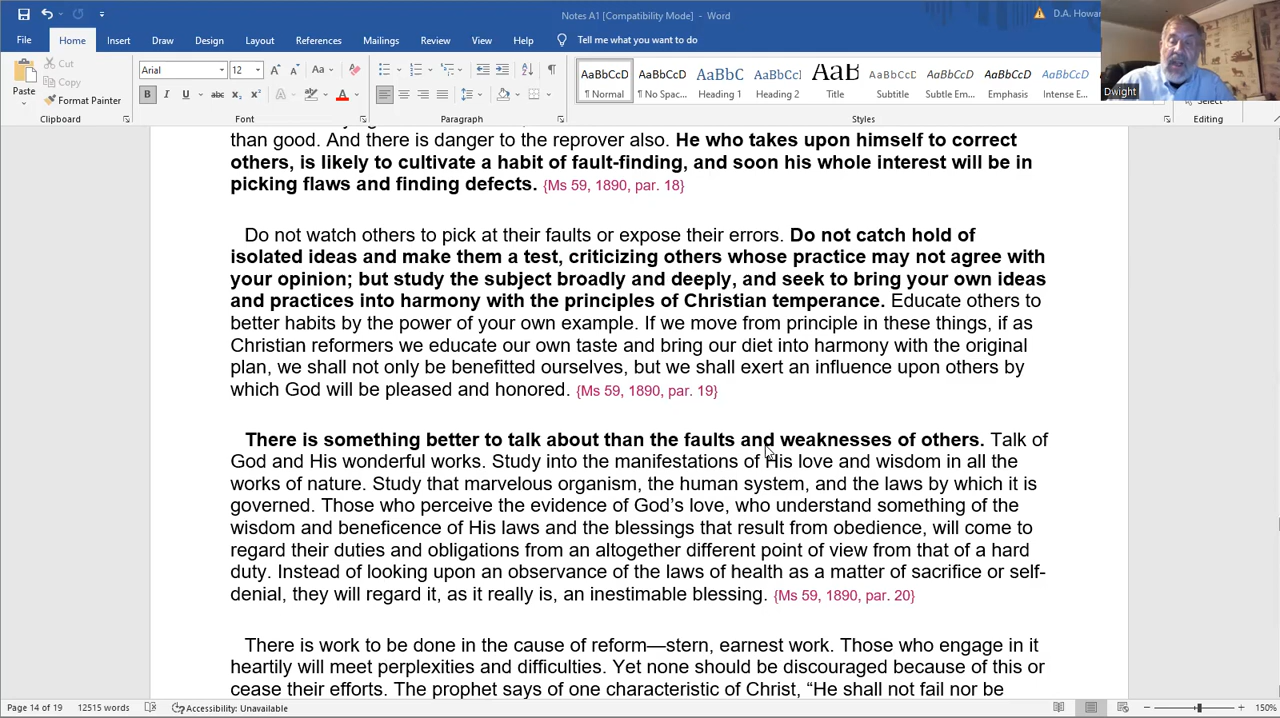 Notes A1 [Compatibility Mode] - Word
D.A. Howar
File Home Insert Draw Design Layout References Mailings Review View Help Tell me what you want to do
Paste
Cut
Copy
Format Painter
Clipboard
Arial 12
Font
Paragraph
AaBbCcD AaBbCcD AaBbC AaBbCcD AaB AaBbCcD AaBbCcD AaBbCcD AaBbCcD
¶ Normal ¶ No Spac... Heading 1 Heading 2 Title Subtitle Subtle Em... Emphasis Intense E...
Styles
Select
Editing
Dwight
than good. And there is danger to the reprover also. He who takes upon himself to correct
others, is likely to cultivate a habit of fault-finding, and soon his whole interest will be in
picking flaws and finding defects. {Ms 59, 1890, par. 18}
Do not watch others to pick at their faults or expose their errors. Do not catch hold of
isolated ideas and make them a test, criticizing others whose practice may not agree with
your opinion; but study the subject broadly and deeply, and seek to bring your own ideas
and practices into harmony with the principles of Christian temperance. Educate others to
better habits by the power of your own example. If we move from principle in these things, if as
Christian reformers we educate our own taste and bring our diet into harmony with the original
plan, we shall not only be benefitted ourselves, but we shall exert an influence upon others by
which God will be pleased and honored. {Ms 59, 1890, par. 19}
There is something better to talk about than the faults and weaknesses of others. Talk of
God and His wonderful works. Study into the manifestations of His love and wisdom in all the
works of nature. Study that marvelous organism, the human system, and the laws by which it is
governed. Those who perceive the evidence of God's love, who understand something of the
wisdom and beneficence of His laws and the blessings that result from obedience, will come to
regard their duties and obligations from an altogether different point of view from that of a hard
duty. Instead of looking upon an observance of the laws of health as a matter of sacrifice or self-
denial, they will regard it, as it really is, an inestimable blessing. {Ms 59, 1890, par. 20}
There is work to be done in the cause of reform—stern, earnest work. Those who engage in it
heartily will meet perplexities and difficulties. Yet none should be discouraged because of this or
cease their efforts. The prophet says of one characteristic of Christ, “He shall not fail nor be
Page 14 of 19 12515 words Accessibility: Unavailable 150%